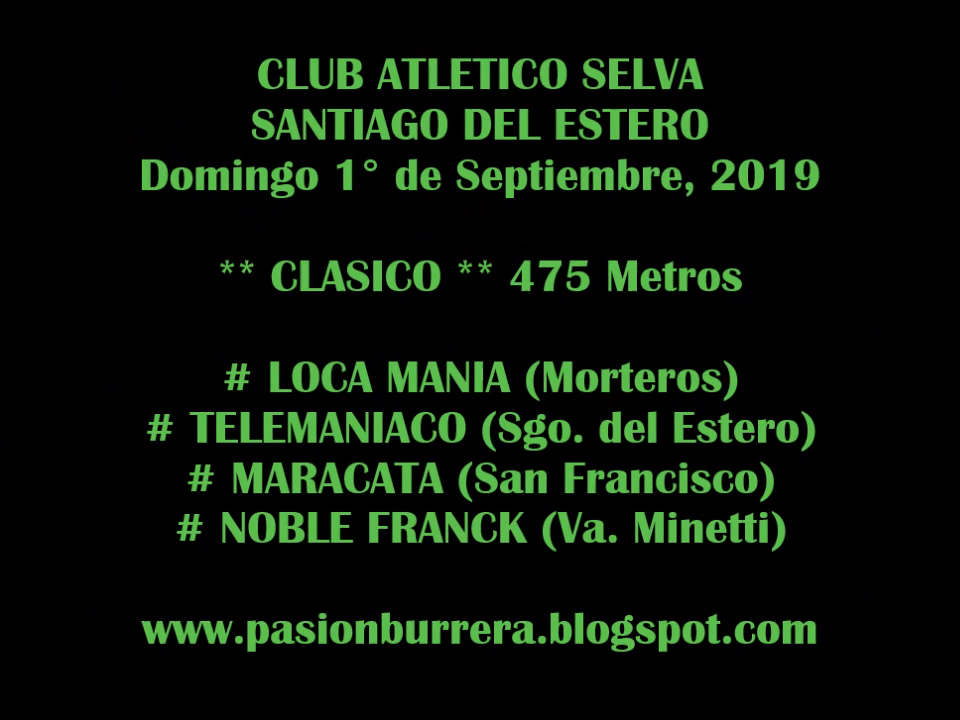 CLUB ATLETICO SELVA
SANTIAGO DEL ESTERO
Domingo 1° de Septiembre, 2019
** CLASICO ** 475 Metros
# LOCA MANIA (Morteros)
# TELEMANIACO (Sgo. del Estero)
# MARACATA (San Francisco)
# NOBLE FRANCK (Va. Minetti)
www.pasionburrera.blogspot.com